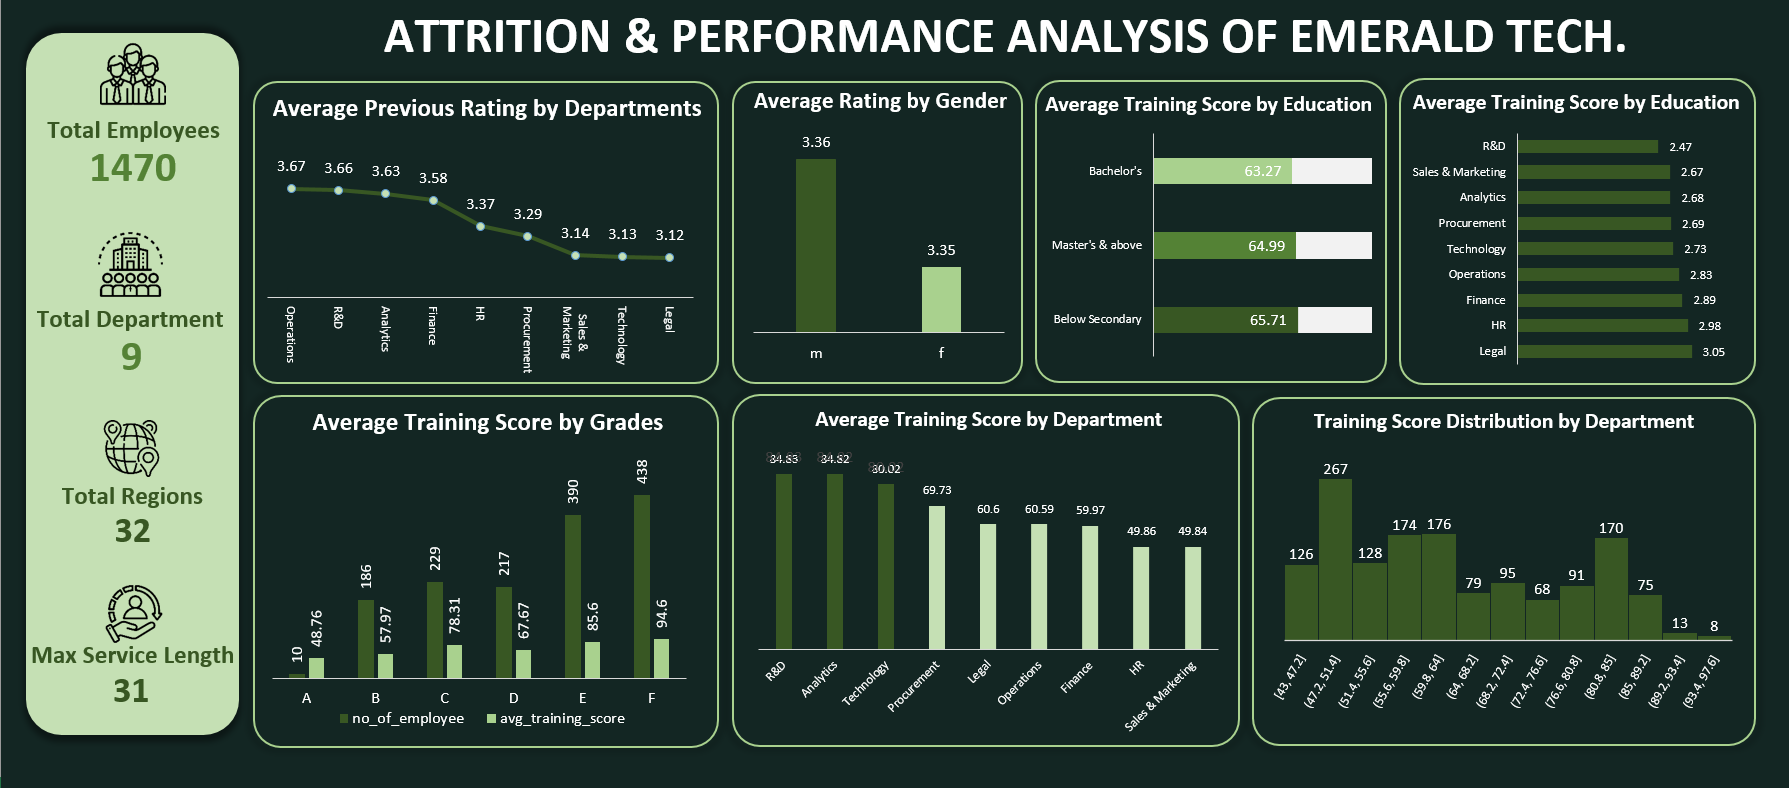 ATTRITION & PERFORMANCE ANALYSIS OF EMERALD TECH.
Total Employees
1470
Total Department
9
Total Regions
32
Max Service Length
31
Average Previous Rating by Departments
3.67
3.66
3.63
3.58
3.37
3.29
3.14
3.13
3.12
Operations
R&D
Analytics
Finance
HR
Procurement
Sales &
Marketing
Technology
Legal
Average Rating by Gender
3.36
3.35
m
f
Average Training Score by Education
Bachelor's
63.27
Master's & above
64.99
Below Secondary
65.71
Average Training Score by Education
R&D 2.47
Sales & Marketing 2.67
Analytics 2.68
Procurement 2.69
Technology 2.73
Operations 2.83
Finance 2.89
HR 2.98
Legal 3.05
Average Training Score by Grades
10
48.76
186
57.97
229
78.31
217
67.67
390
85.6
438
94.6
A
B
C
D
E
F
no_of_employee
avg_training_score
Average Training Score by Department
84.83
84.82
80.02
69.73
60.6
60.59
59.97
49.86
49.84
R&D
Analytics
Technology
Procurement
Legal
Operations
Finance
HR
Sales & Marketing
Training Score Distribution by Department
126
267
128
174
176
79
95
68
91
170
75
13
8
[43, 47.2]
(47.2, 51.4]
(51.4, 55.6]
(55.6, 59.8]
(59.8, 64]
(64, 68.2]
(68.2, 72.4]
(72.4, 76.6]
(76.6, 80.8]
(80.8, 85]
(85, 89.2]
(89.2, 93.4]
(93.4, 97.6]